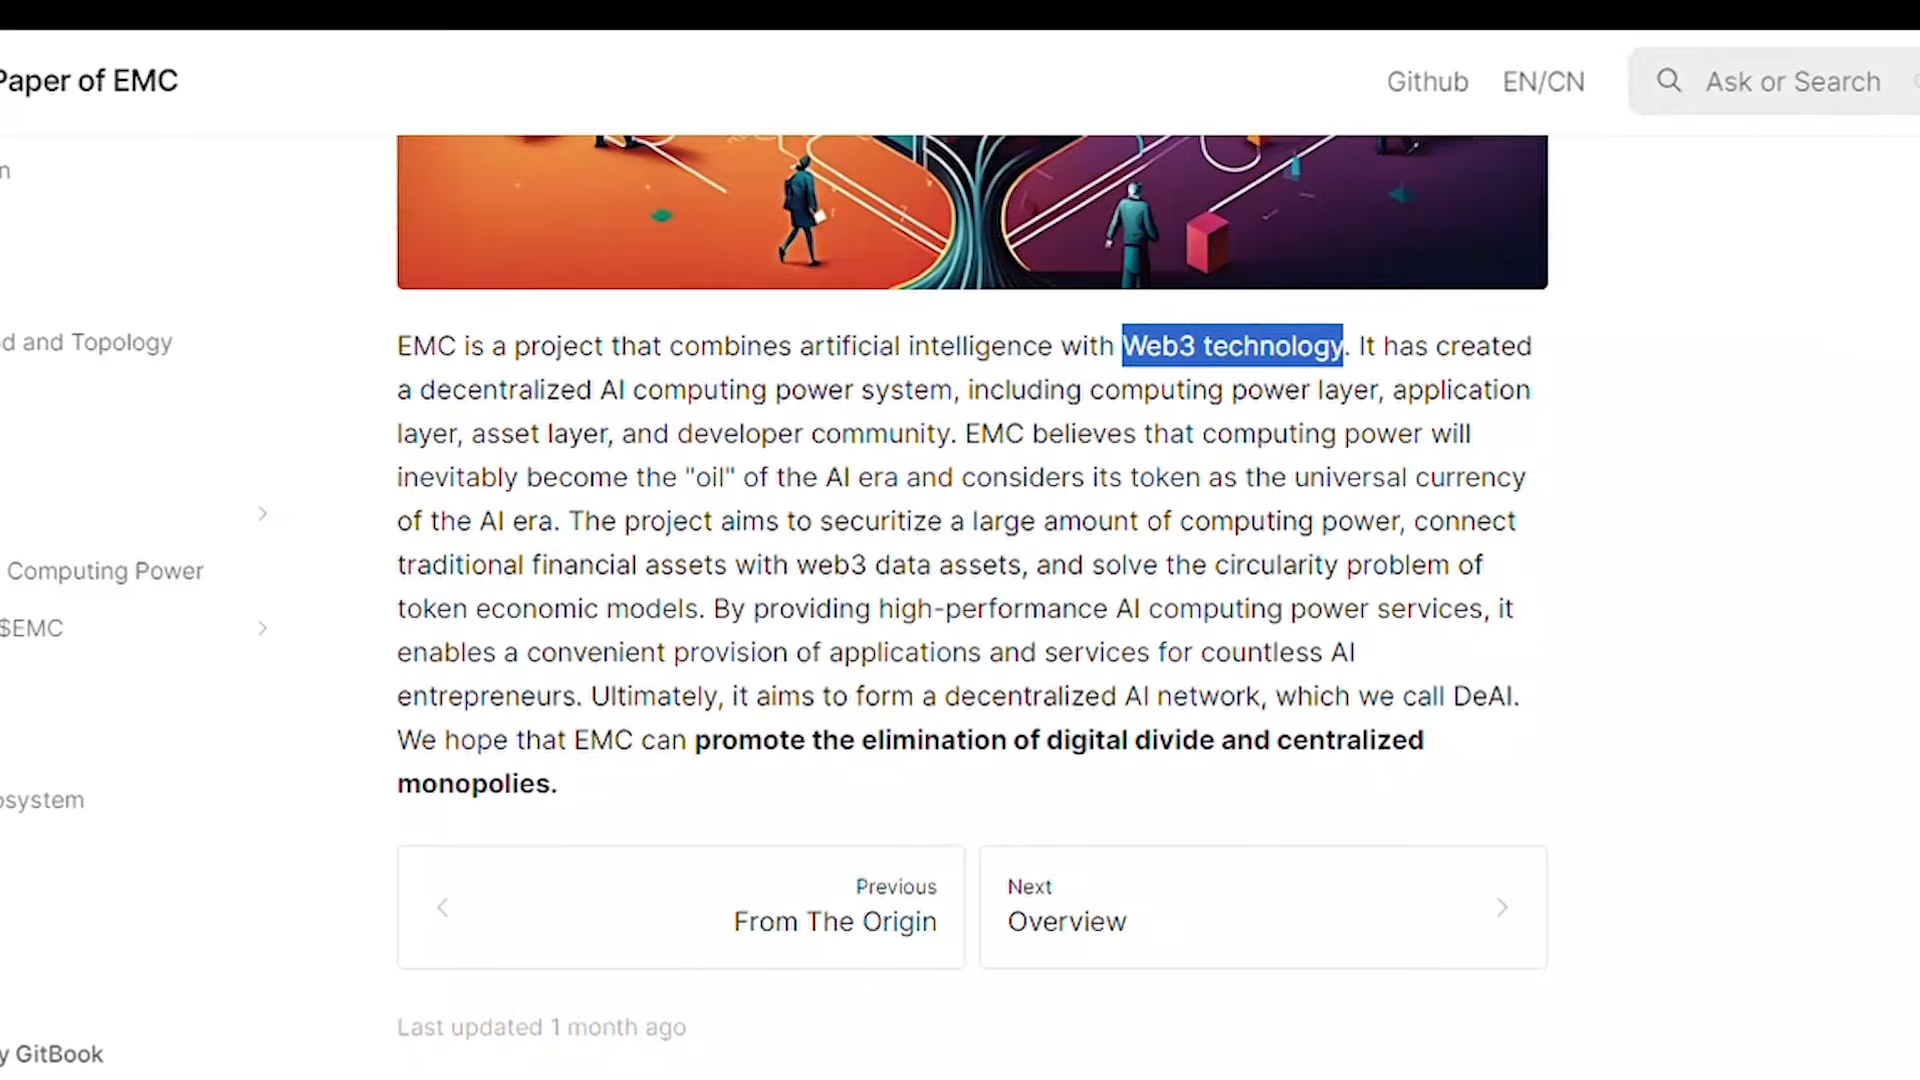 Paper of EMC
Github
EN/CN
Ask or Search
n
d and Topology
Computing Power
$EMC
osystem
y GitBook
EMC is a project that combines artificial intelligence with Web3 technology. It has created
a decentralized AI computing power system, including computing power layer, application
layer, asset layer, and developer community. EMC believes that computing power will
inevitably become the "oil" of the AI era and considers its token as the universal currency
of the AI era. The project aims to securitize a large amount of computing power, connect
traditional financial assets with web3 data assets, and solve the circularity problem of
token economic models. By providing high-performance AI computing power services, it
enables a convenient provision of applications and services for countless AI
entrepreneurs. Ultimately, it aims to form a decentralized AI network, which we call DeAI.
We hope that EMC can promote the elimination of digital divide and centralized
monopolies.
Previous
From The Origin
Next
Overview
Last updated 1 month ago